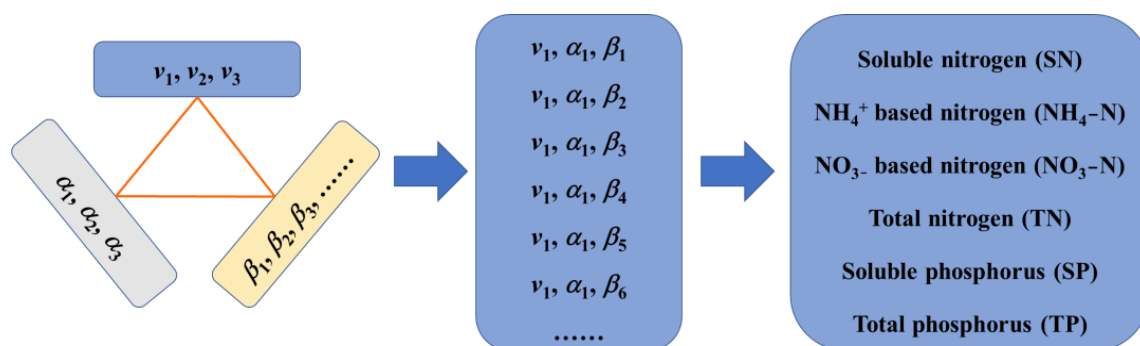 v₁, v₂, v₃
α₁, α₂, α₃
β₁, β₂, β₃, ......
v₁, α₁, β₁
v₁, α₁, β₂
v₁, α₁, β₃
v₁, α₁, β₄
v₁, α₁, β₅
v₁, α₁, β₆
......
Soluble nitrogen (SN)
NH₄⁺ based nitrogen (NH₄-N)
NO₃₋ based nitrogen (NO₃-N)
Total nitrogen (TN)
Soluble phosphorus (SP)
Total phosphorus (TP)